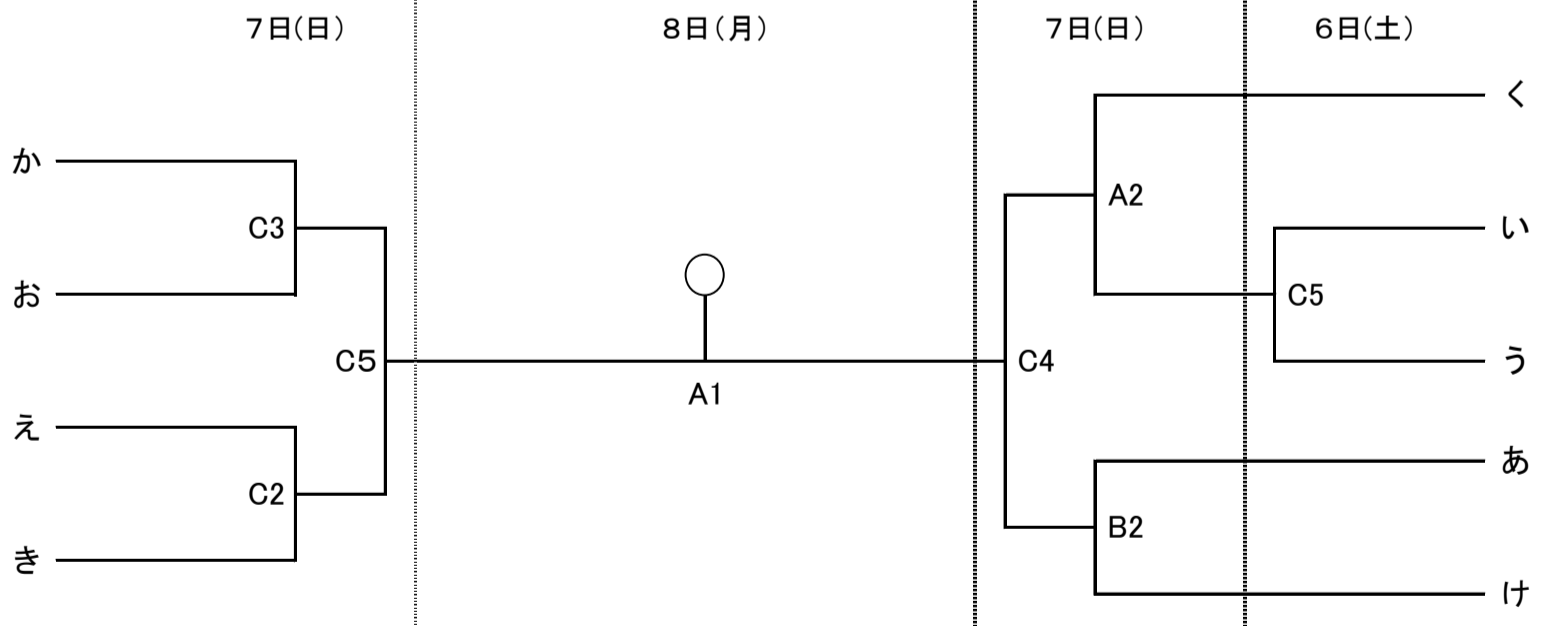 ７日(日)
８日(月)
７日(日)
６日(土)
く
か
A2
い
C3
お
C5
う
C5
C4
A1
え
あ
C2
B2
き
け